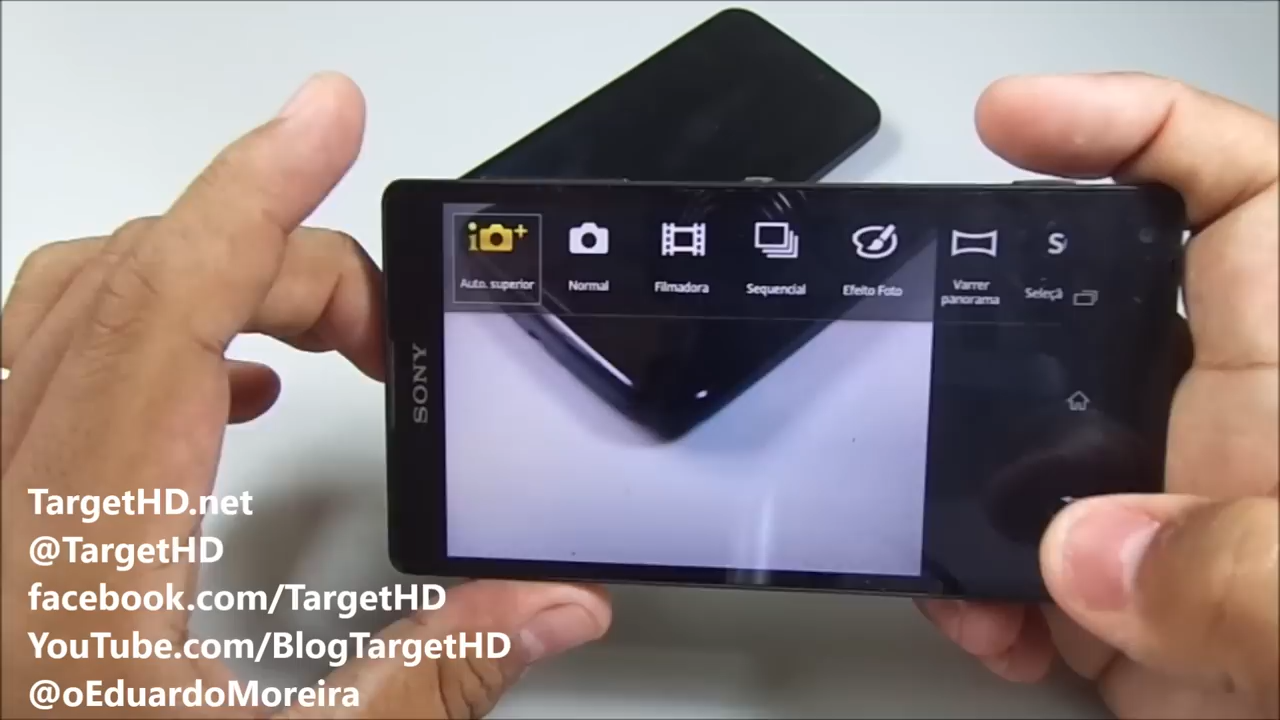 Auto. superior
Normal
Filmadora
Sequencial
Efeito Foto
Varrer
panorama
S
Seleçã
SONY
TargetHD.net
@TargetHD
facebook.com/TargetHD
YouTube.com/BlogTargetHD
@oEduardoMoreira